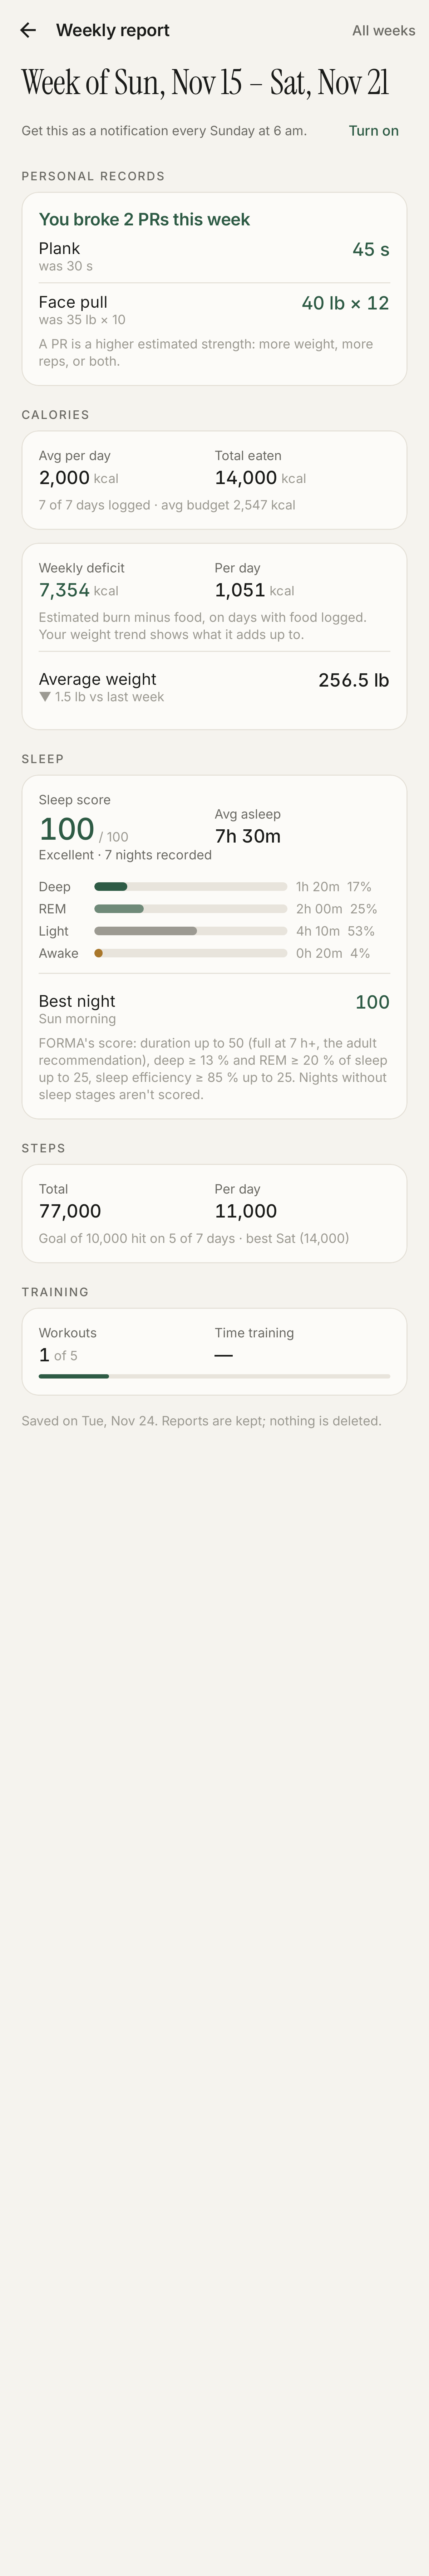 Weekly report
All weeks
Week of Sun, Nov 15 – Sat, Nov 21
Get this as a notification every Sunday at 6 am.
Turn on
PERSONAL RECORDS
You broke 2 PRs this week
Plank
45 s
was 30 s
Face pull
40 lb × 12
was 35 lb × 10
A PR is a higher estimated strength: more weight, more
reps, or both.
CALORIES
Avg per day
Total eaten
2,000 kcal
14,000 kcal
7 of 7 days logged · avg budget 2,547 kcal
Weekly deficit
Per day
7,354 kcal
1,051 kcal
Estimated burn minus food, on days with food logged.
Your weight trend shows what it adds up to.
Average weight
256.5 lb
▼ 1.5 lb vs last week
SLEEP
Sleep score
Avg asleep
100 / 100
7h 30m
Excellent · 7 nights recorded
Deep 1h 20m 17%
REM 2h 00m 25%
Light 4h 10m 53%
Awake 0h 20m 4%
Best night
100
Sun morning
FORMA's score: duration up to 50 (full at 7 h+, the adult
recommendation), deep ≥ 13 % and REM ≥ 20 % of sleep
up to 25, sleep efficiency ≥ 85 % up to 25. Nights without
sleep stages aren't scored.
STEPS
Total
Per day
77,000
11,000
Goal of 10,000 hit on 5 of 7 days · best Sat (14,000)
TRAINING
Workouts
Time training
1 of 5
—
Saved on Tue, Nov 24. Reports are kept; nothing is deleted.